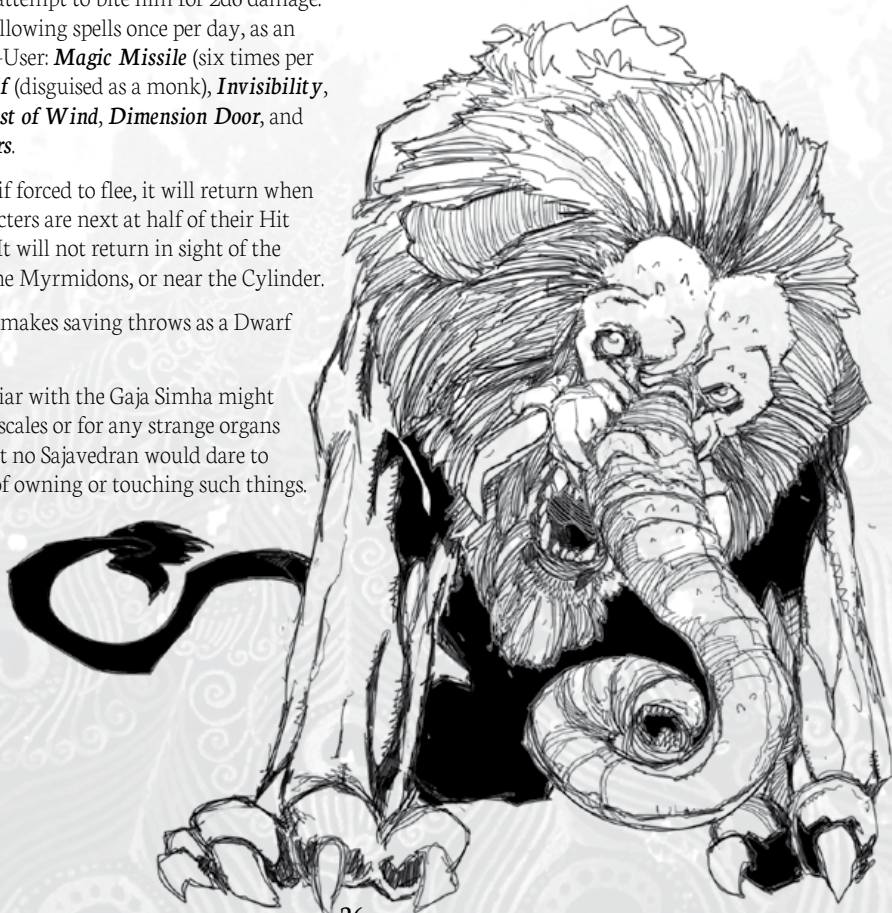 attempt to bite him for 2d6 damage.
llowing spells once per day, as an
-User: Magic Missile (six times per
f (disguised as a monk), Invisibility,
st of Wind, Dimension Door, and
rs.
if forced to flee, it will return when
cters are next at half of their Hit
It will not return in sight of the
he Myrmidons, or near the Cylinder.
makes saving throws as a Dwarf
iar with the Gaja Simha might
scales or for any strange organs
t no Sajavedran would dare to
of owning or touching such things.